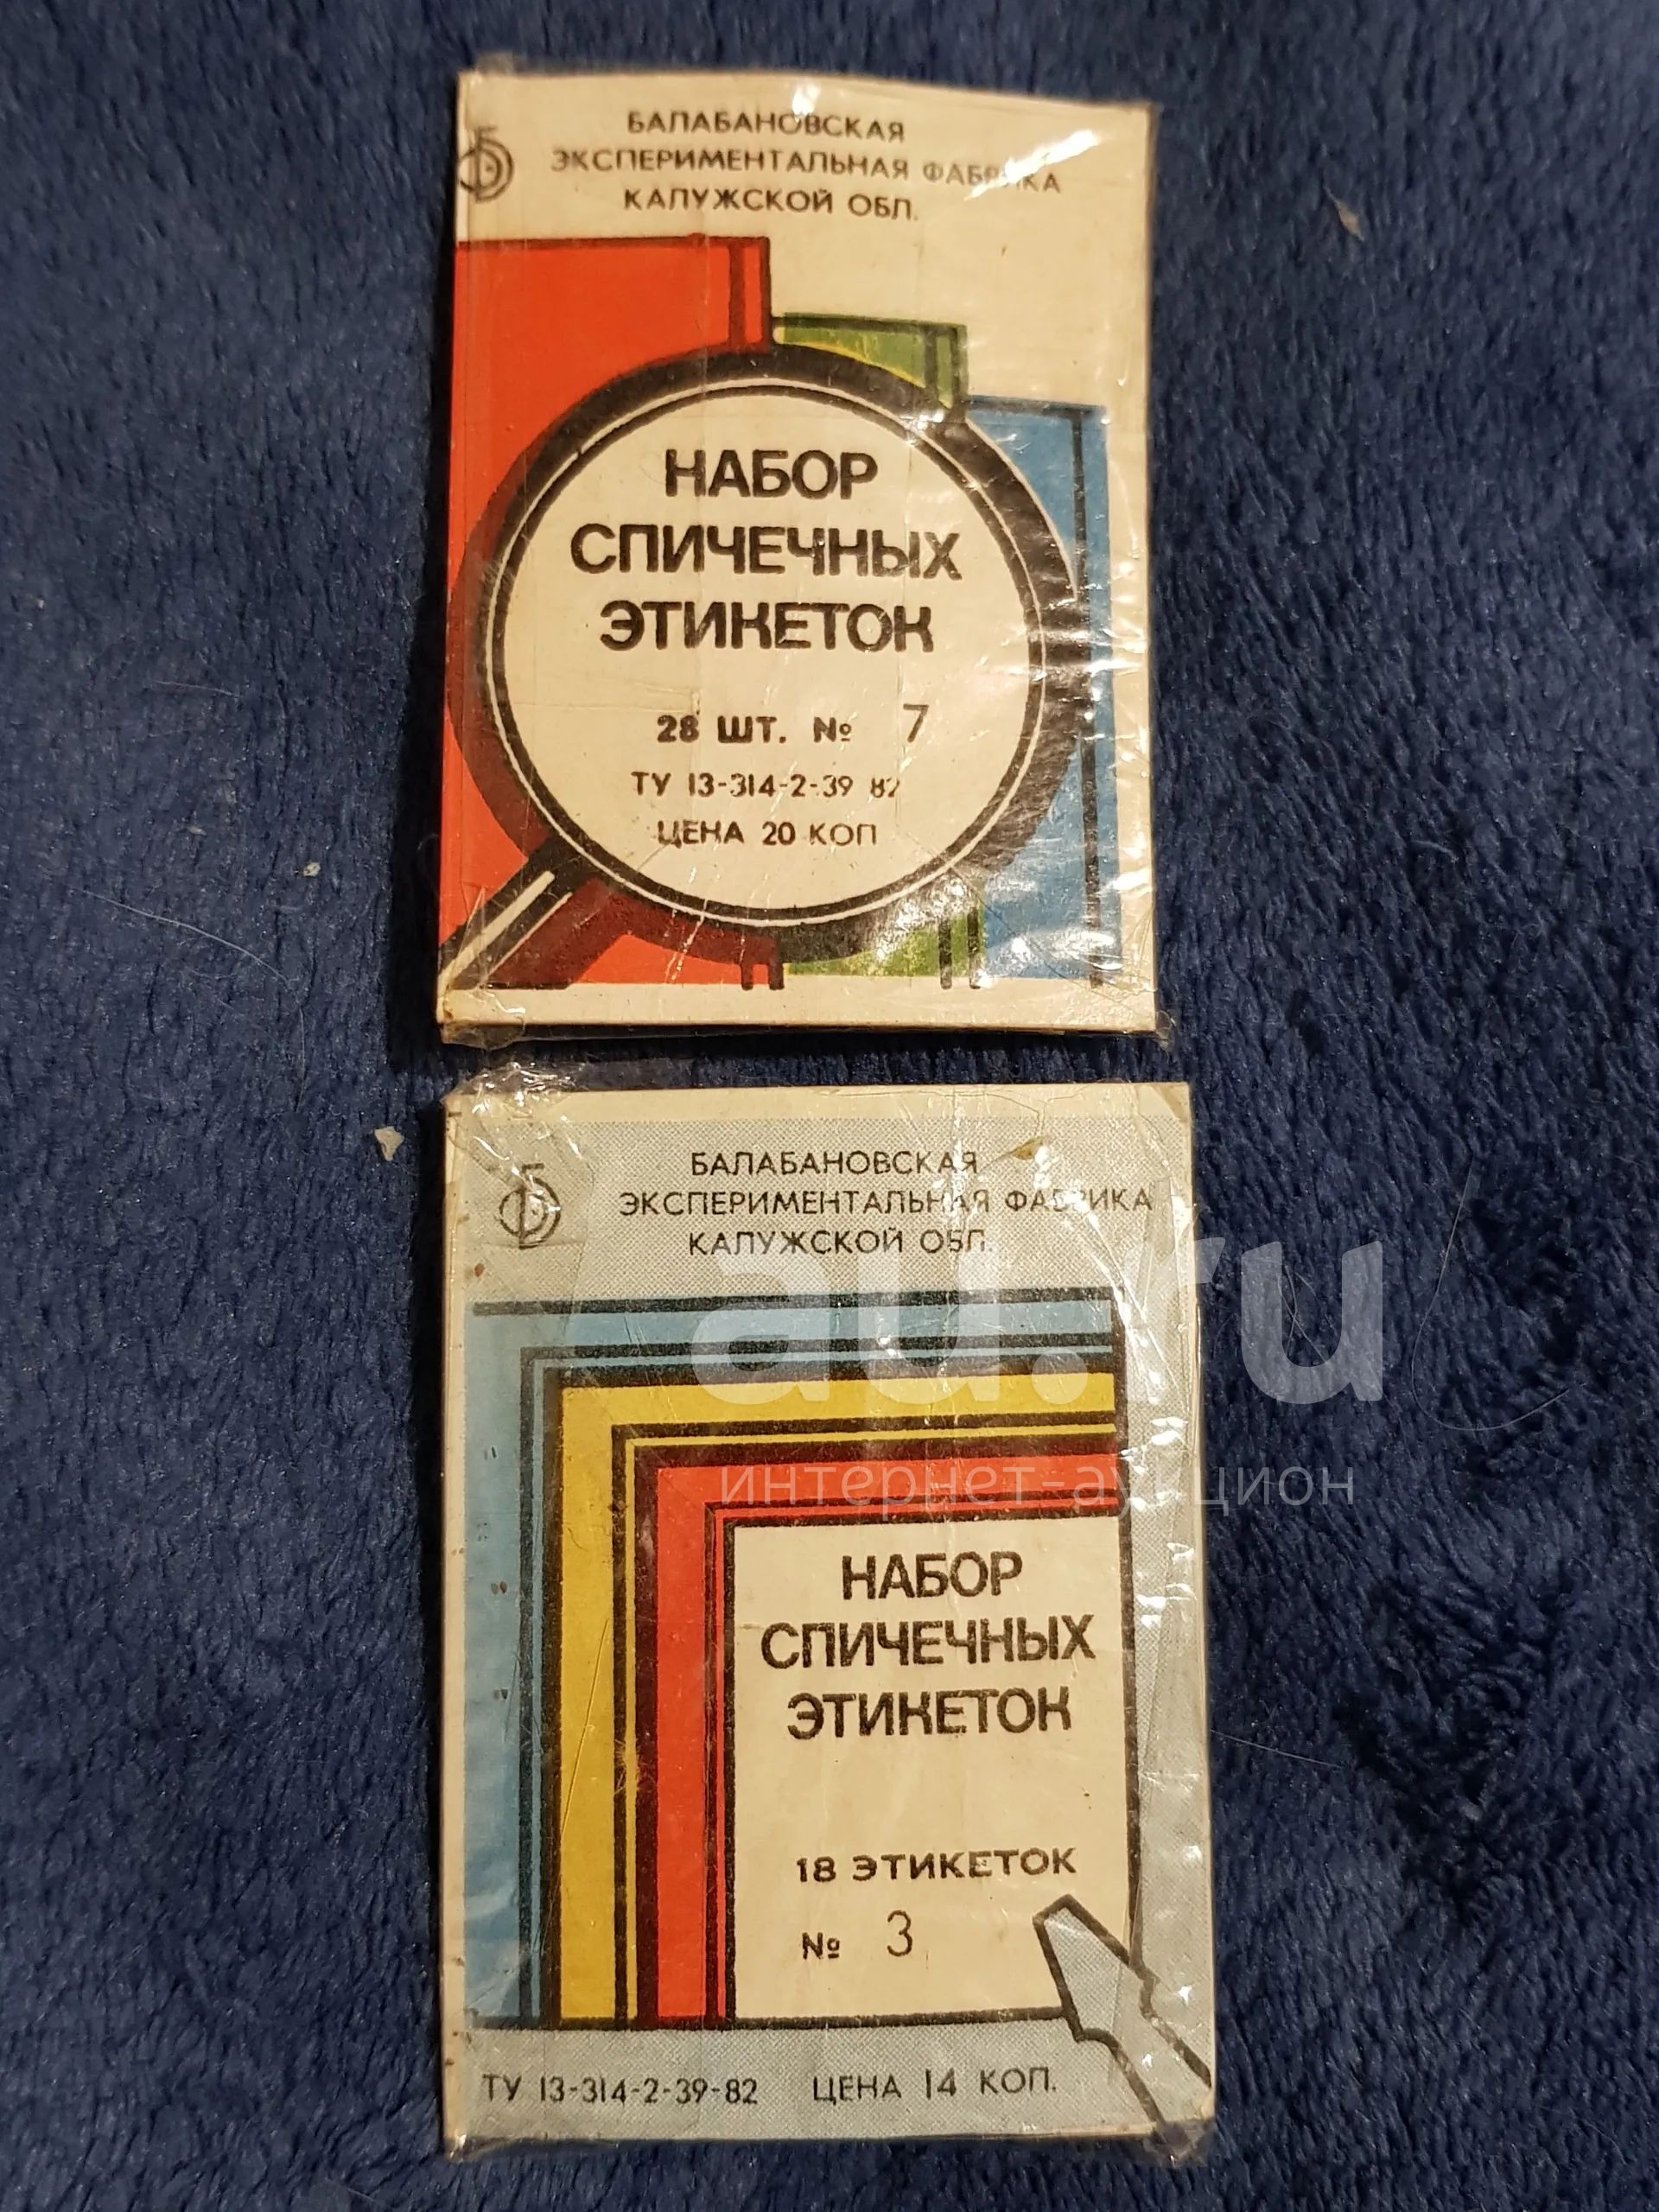 БАЛАБАНОВСКАЯ
ЭКСПЕРИМЕНТАЛЬНАЯ ФАБРИКА
КАЛУЖСКОЙ ОБЛ.
НАБОР
СПИЧЕЧНЫХ
ЭТИКЕТОК
28 ШТ. № 7
ТУ 13-314-2-39 82
ЦЕНА 20 КОП
БАЛАБАНОВСКАЯ
ЭКСПЕРИМЕНТАЛЬНАЯ ФАБРИКА
КАЛУЖСКОЙ ОБЛ.
au.ru
интернет-аукцион
НАБОР
СПИЧЕЧНЫХ
ЭТИКЕТОК
18 ЭТИКЕТОК
№ 3
ТУ 13-314-2-39-82 ЦЕНА 14 КОП.